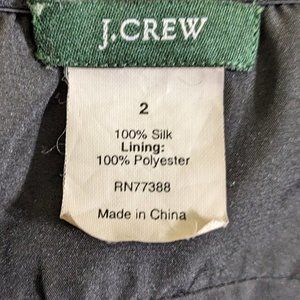 J.CREW
2
100% Silk
Lining:
100% Polyester
RN77388
Made in China